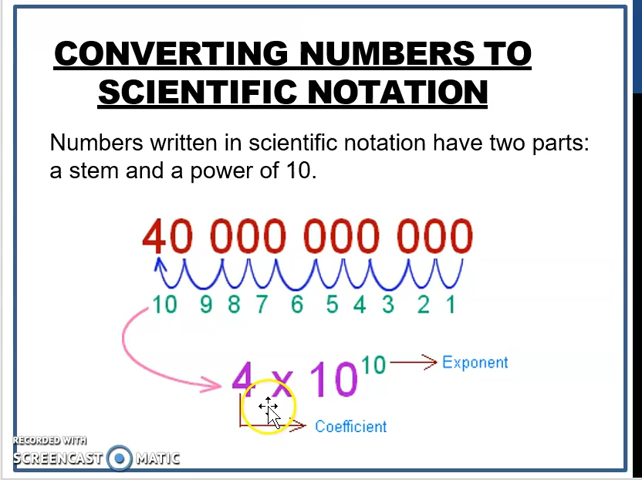 CONVERTING NUMBERS TO
SCIENTIFIC NOTATION
Numbers written in scientific notation have two parts:
a stem and a power of 10.
40 000 000 000
10 9 8 7 6 5 4 3 2 1
4 x 10¹⁰ Exponent
Coefficient
RECORDED WITH
SCREENCAST MATIC